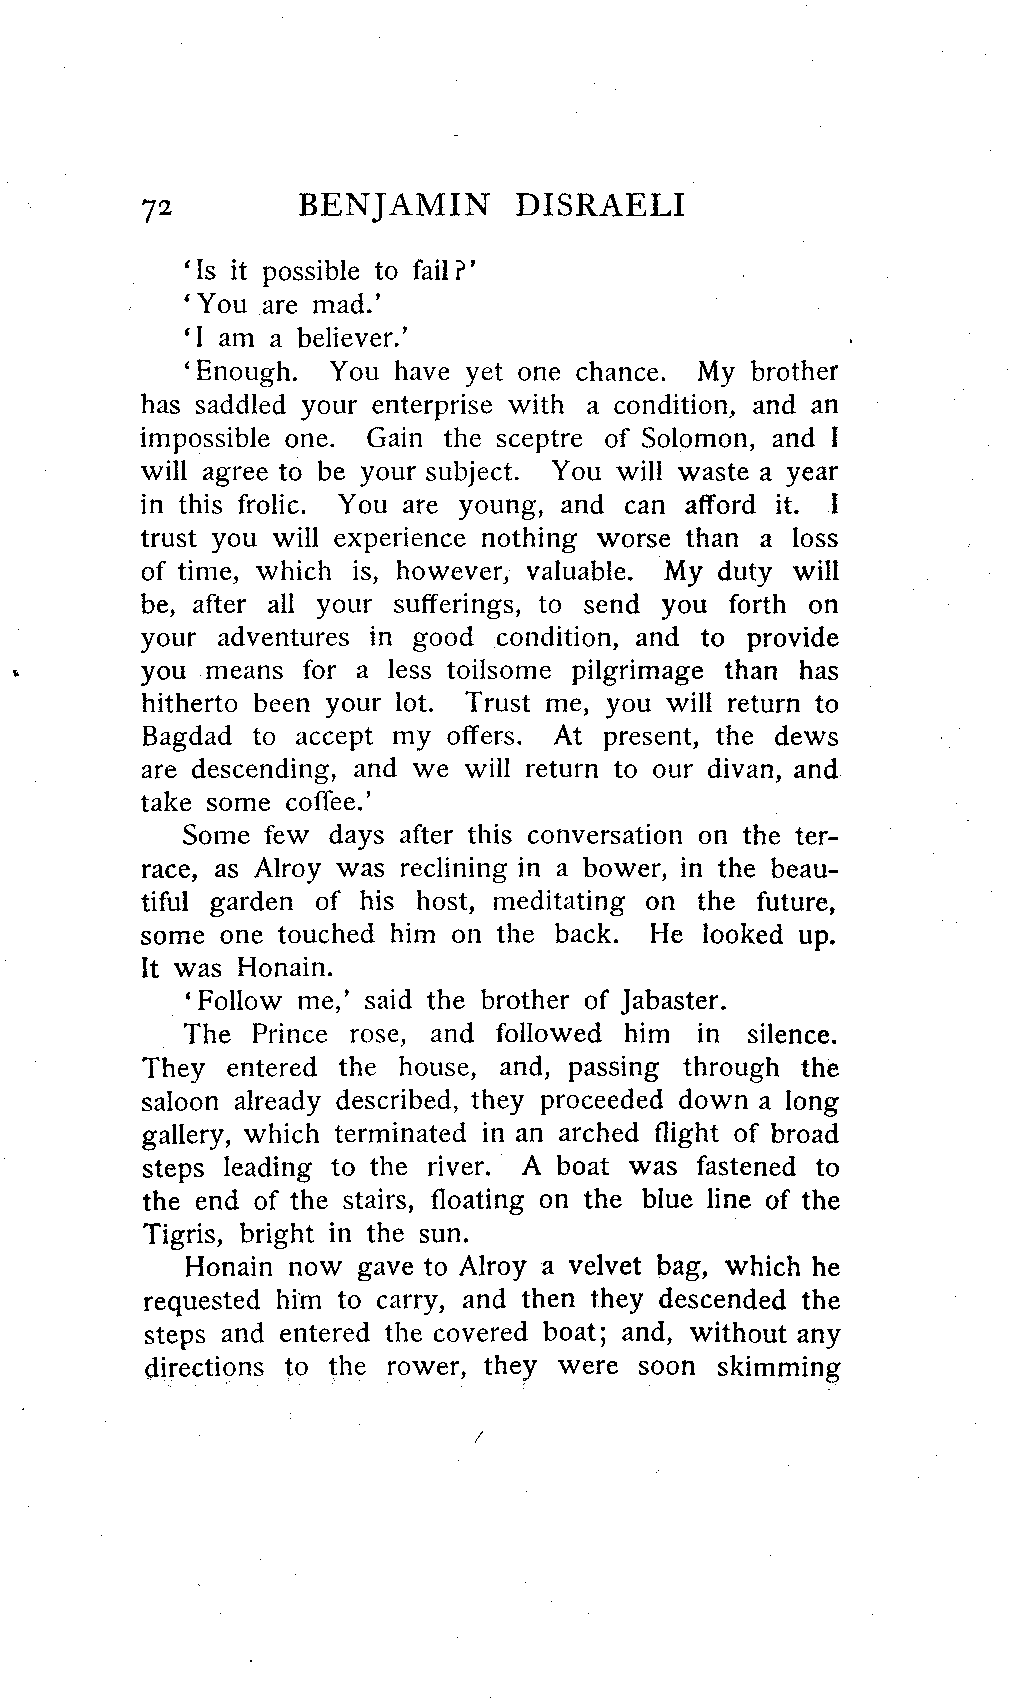 72 BENJAMIN DISRAELI
'Is it possible to fail?'
'You are mad.'
'I am a believer.'
'Enough. You have yet one chance. My brother
has saddled your enterprise with a condition, and an
impossible one. Gain the sceptre of Solomon, and I
will agree to be your subject. You will waste a year
in this frolic. You are young, and can afford it. I
trust you will experience nothing worse than a loss
of time, which is, however, valuable. My duty will
be, after all your sufferings, to send you forth on
your adventures in good condition, and to provide
you means for a less toilsome pilgrimage than has
hitherto been your lot. Trust me, you will return to
Bagdad to accept my offers. At present, the dews
are descending, and we will return to our divan, and
take some coffee.'
Some few days after this conversation on the ter-
race, as Alroy was reclining in a bower, in the beau-
tiful garden of his host, meditating on the future,
some one touched him on the back. He looked up.
It was Honain.
'Follow me,' said the brother of Jabaster.
The Prince rose, and followed him in silence.
They entered the house, and, passing through the
saloon already described, they proceeded down a long
gallery, which terminated in an arched flight of broad
steps leading to the river. A boat was fastened to
the end of the stairs, floating on the blue line of the
Tigris, bright in the sun.
Honain now gave to Alroy a velvet bag, which he
requested him to carry, and then they descended the
steps and entered the covered boat; and, without any
directions to the rower, they were soon skimming